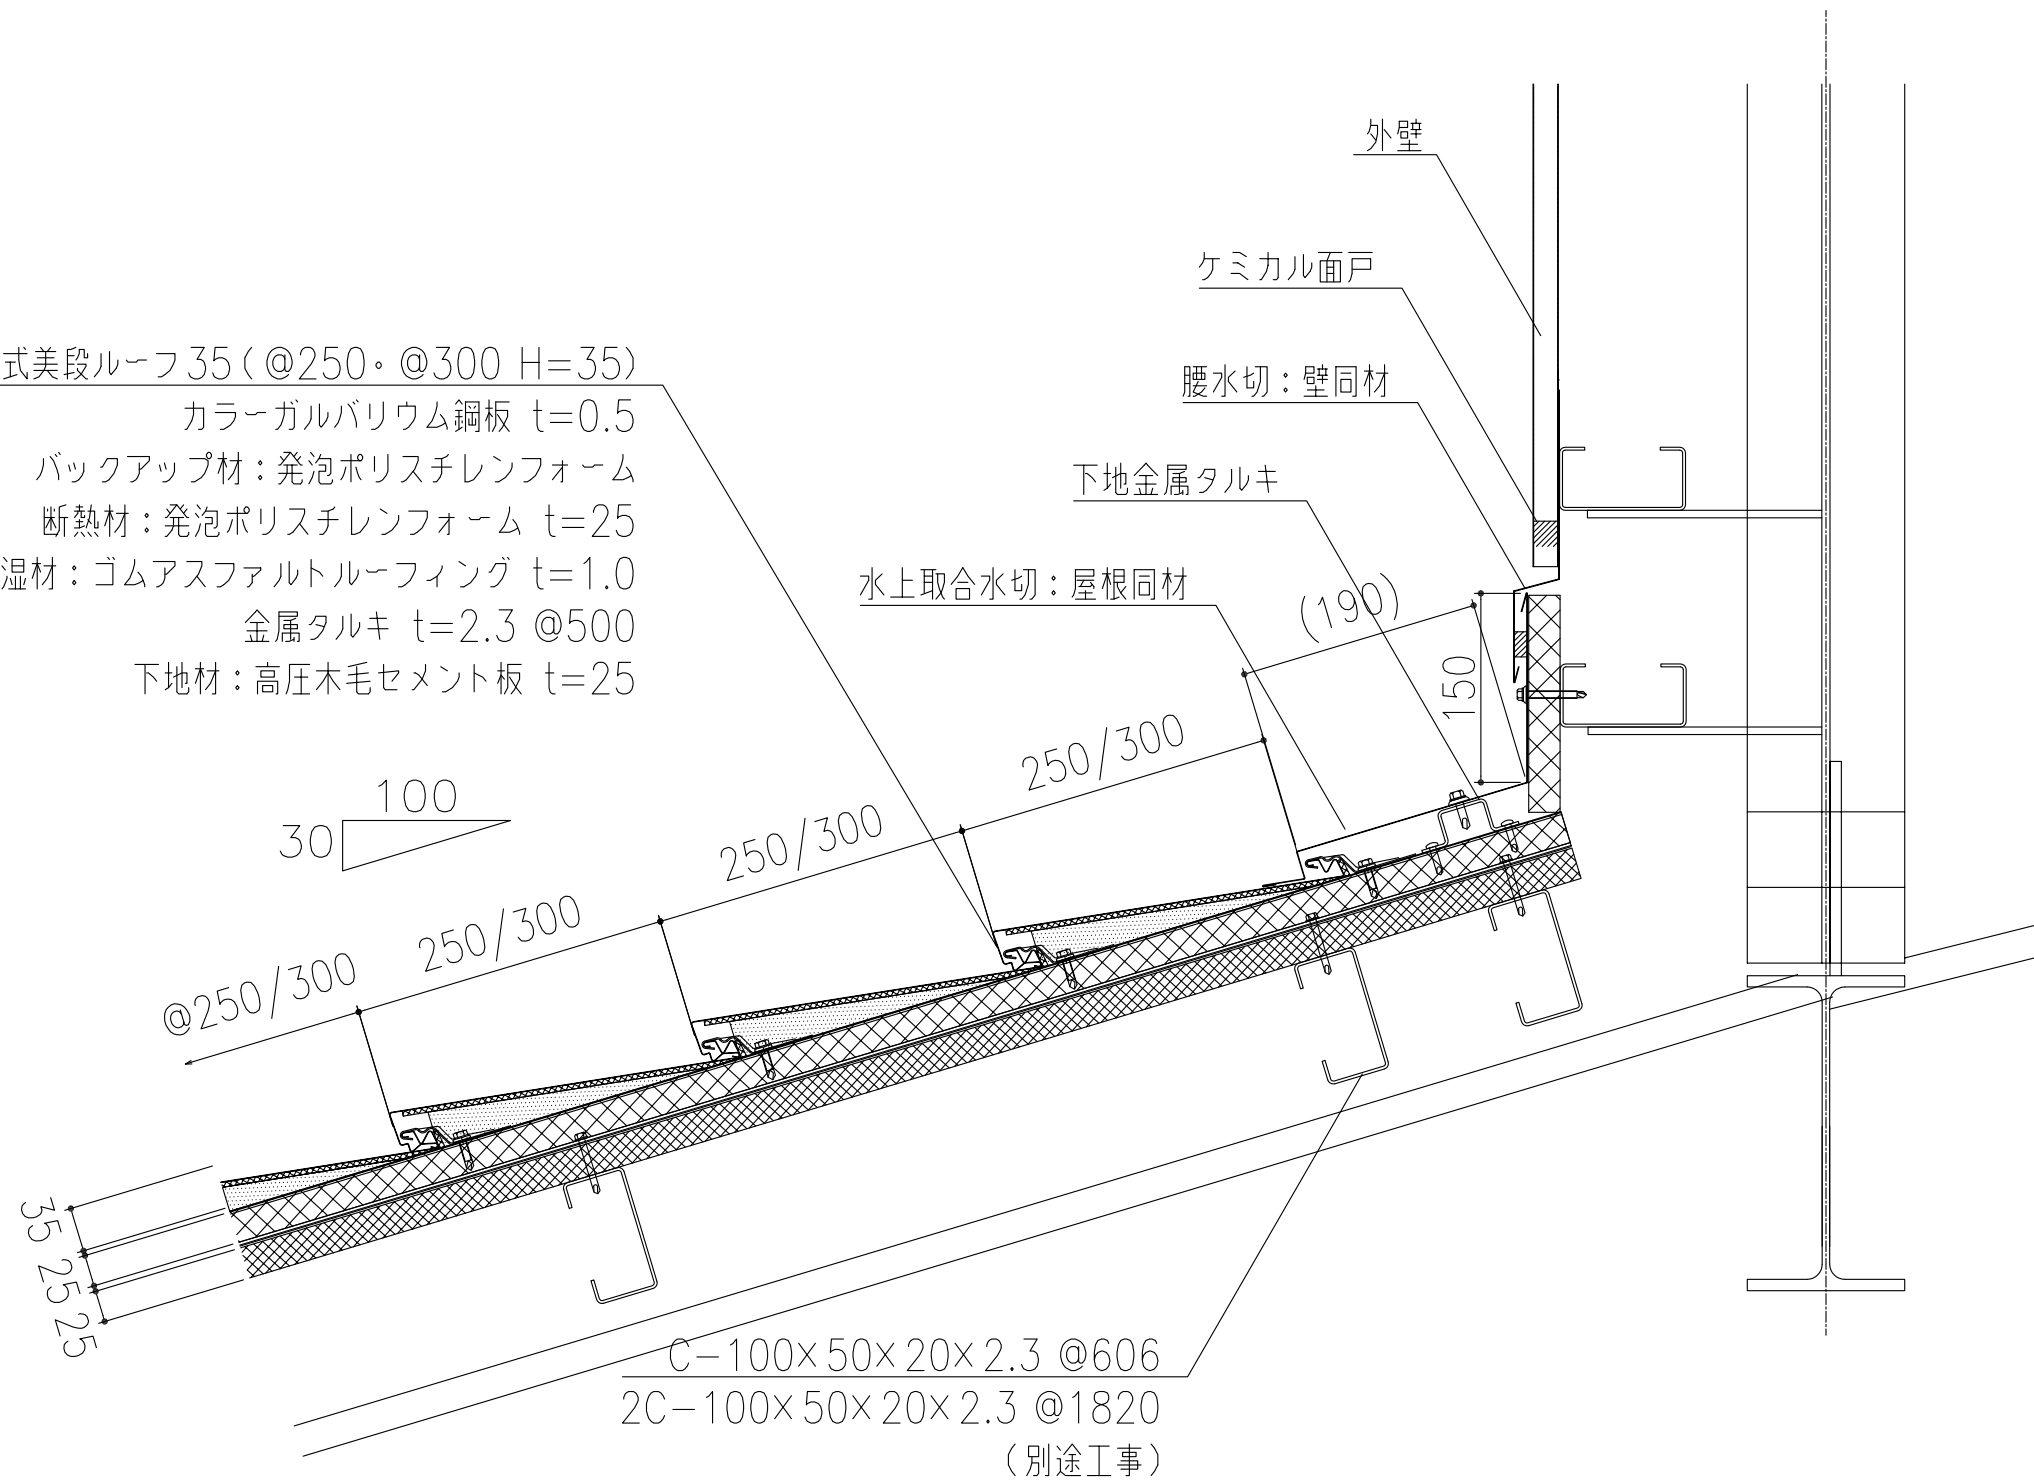 外壁
ケミカル面戸
式美段ルーフ35(@250・@300 H=35)
腰水切：壁同材
カラーガルバリウム鋼板 t=0.5
バックアップ材：発泡ポリスチレンフォーム
下地金属タルキ
断熱材：発泡ポリスチレンフォーム t=25
湿材：ゴムアスファルトルーフィング t=1.0
水上取合水切：屋根同材
(190)
金属タルキ t=2.3 @500
下地材：高圧木毛セメント板 t=25
150
250/300
100
30
250/300
250/300
@250/300
35
25
25
C-100×50×20×2.3 @606
2C-100×50×20×2.3 @1820
(別途工事)